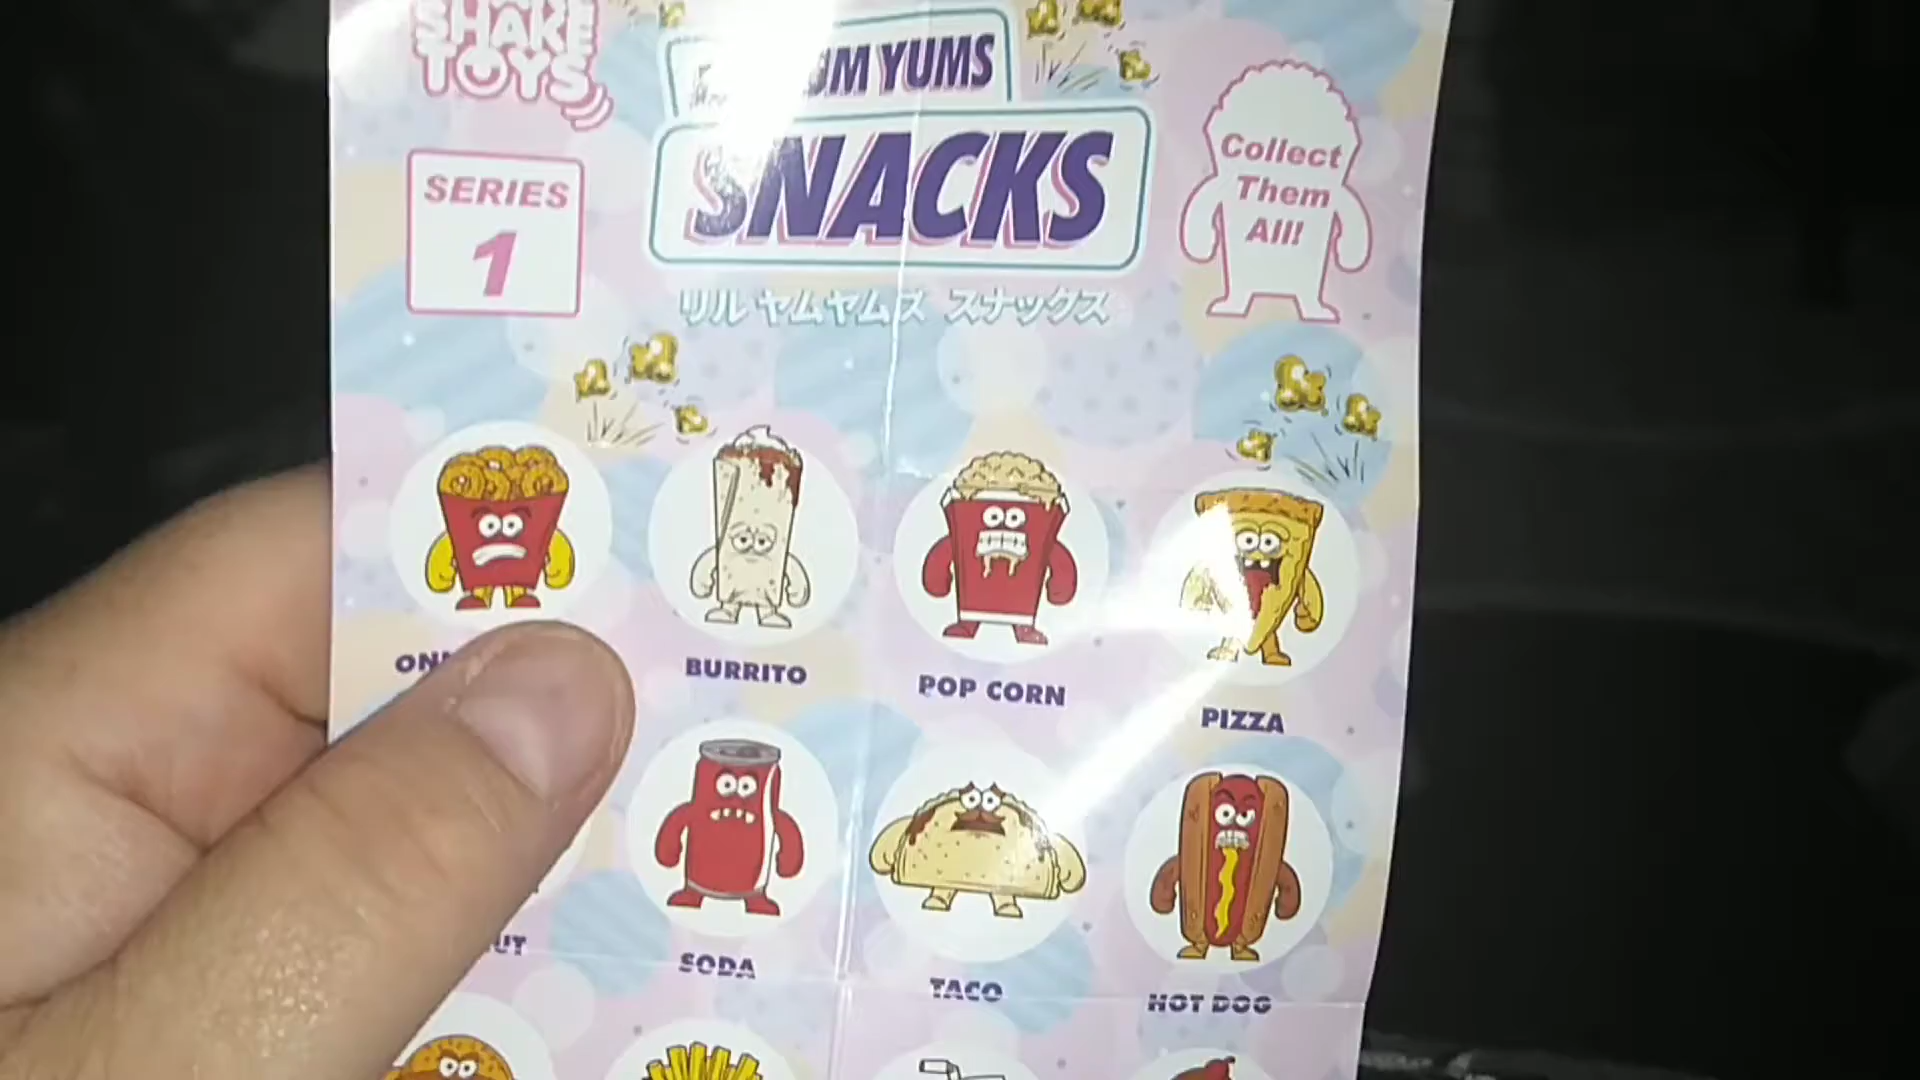 SHAKE
TOYS
YUMS
SNACKS
SERIES
1
Collect
Them
All!
リル ヤムヤムズ スナックス
BURRITO
POP CORN
PIZZA
SODA
TACO
HOT DOG